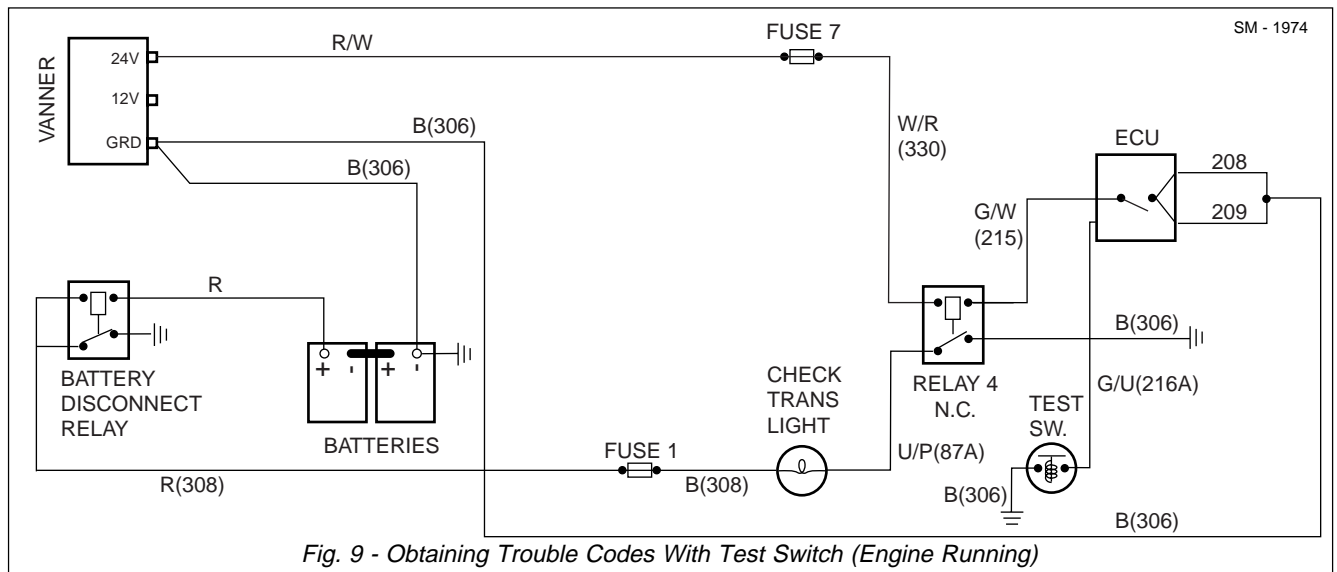 SM - 1974
FUSE 7
R/W
VANNER
24V
12V
GRD
B(306)
B(306)
W/R
(330)
ECU
208
209
G/W
(215)
R
B(306)
BATTERY
DISCONNECT
RELAY
+ - + -
BATTERIES
CHECK
TRANS
LIGHT
RELAY 4
N.C.
G/U(216A)
TEST
SW.
FUSE 1
U/P(87A)
R(308)
B(308)
B(306)
B(306)
Fig. 9 - Obtaining Trouble Codes With Test Switch (Engine Running)